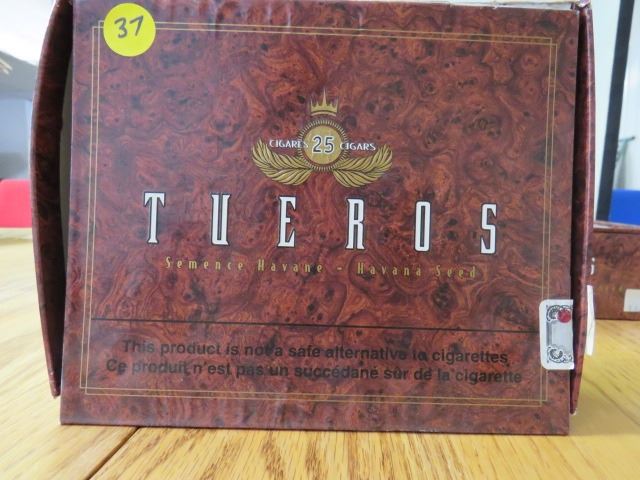 37
CIGARES 25 CIGARS
TUEROS
Semence Havane - Havana Seed
This product is not a safe alternative to cigarettes
Ce produit n'est pas un succédané sûr de la cigarette